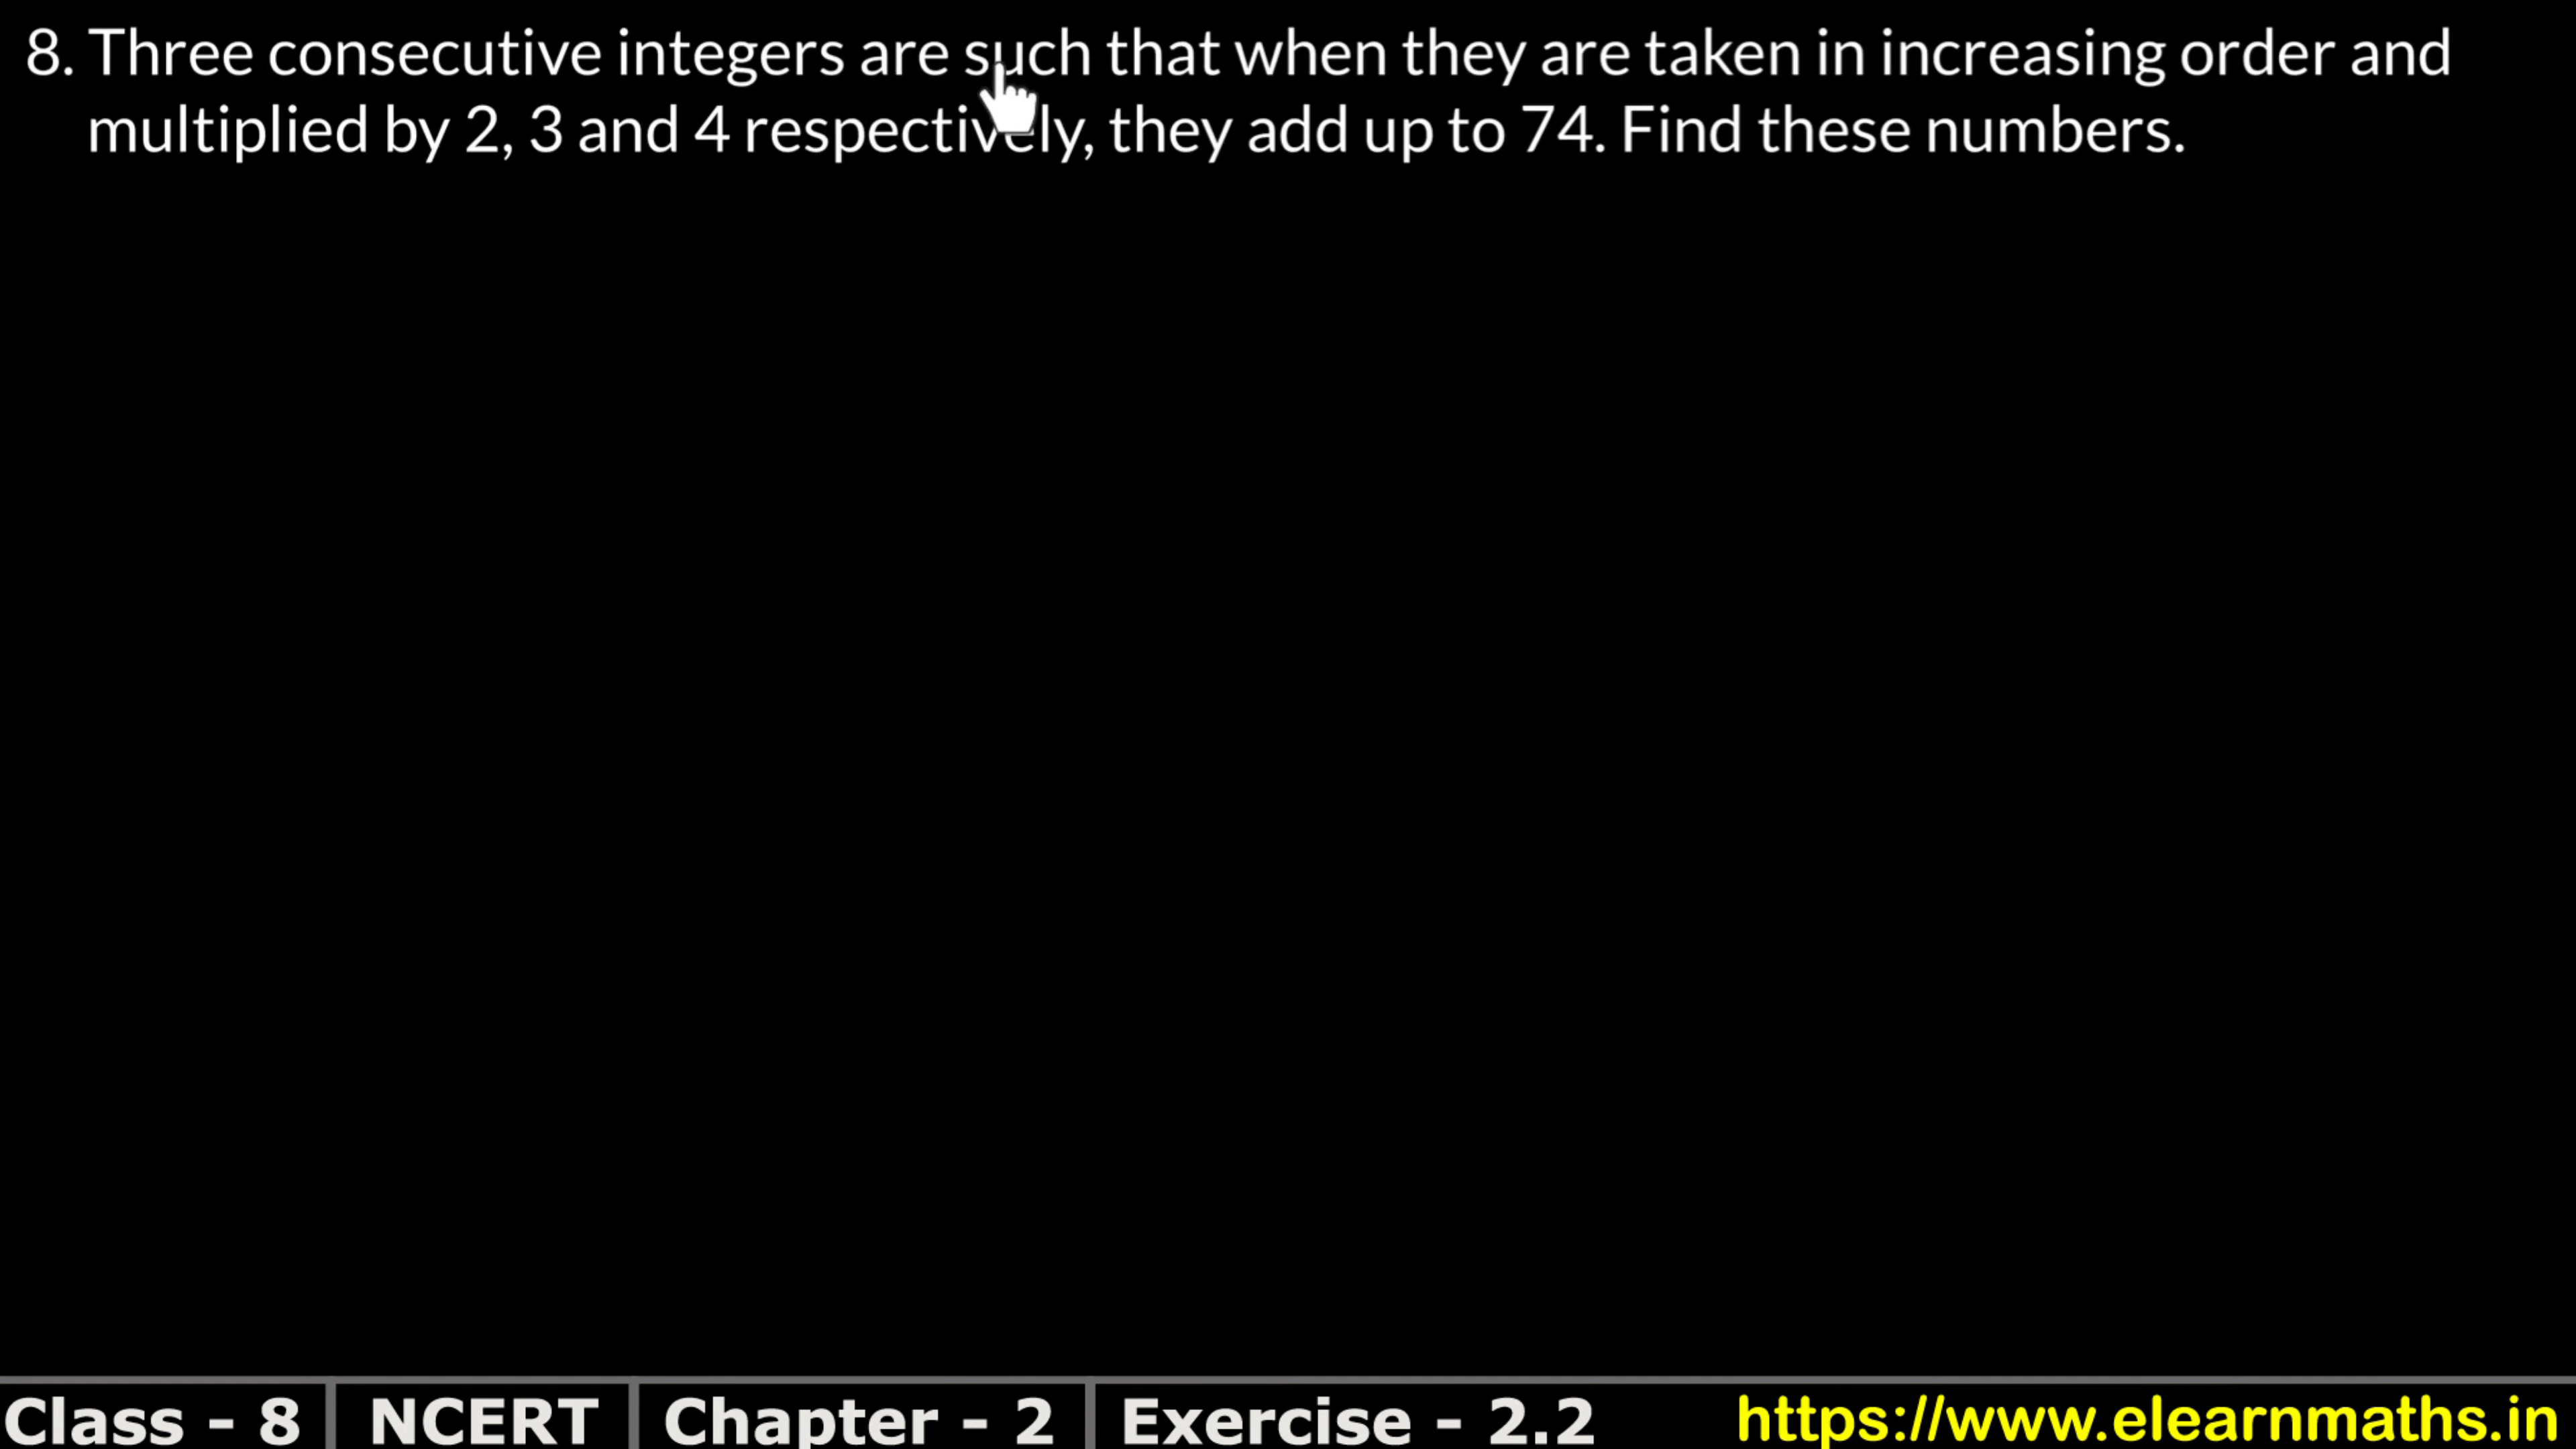 8. Three consecutive integers are such that when they are taken in increasing order and
multiplied by 2, 3 and 4 respectively, they add up to 74. Find these numbers.
Class - 8 NCERT Chapter - 2 Exercise - 2.2 https://www.elearnmaths.in